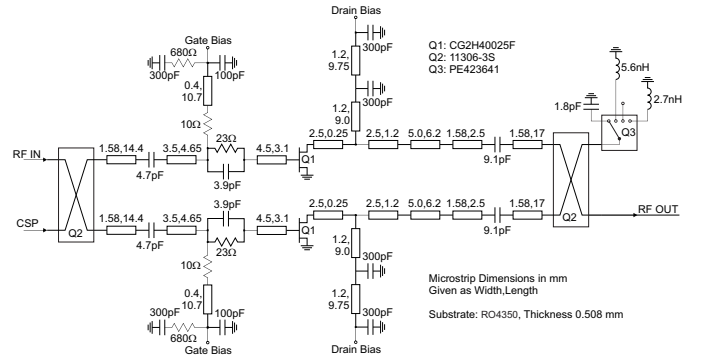 Drain Bias
Gate Bias
300pF
680Ω
1.2,
9.75
Q1: CG2H40025F
Q2: 11306-3S
Q3: PE423641
5.6nH
300pF
100pF
0.4,
10.7
300pF
2.7nH
1.8pF
1.2,
9.0
10Ω
Q3
23Ω
2.5,0.25
2.5,1.2
5.0,6.2
1.58,2.5
1.58,17
RF IN
1.58,14.4
3.5,4.65
4.5,3.1
Q1
9.1pF
4.7pF
3.9pF
3.9pF
2.5,0.25
2.5,1.2
5.0,6.2
1.58,2.5
1.58,17
RF OUT
CSP
1.58,14.4
3.5,4.65
4.5,3.1
Q2
Q1
Q2
4.7pF
23Ω
9.1pF
1.2,
9.0
300pF
10Ω
0.4,
10.7
1.2,
9.75
Microstrip Dimensions in mm
Given as Width,Length
300pF
100pF
300pF
Substrate: RO4350, Thickness 0.508 mm
680Ω
Gate Bias
Drain Bias